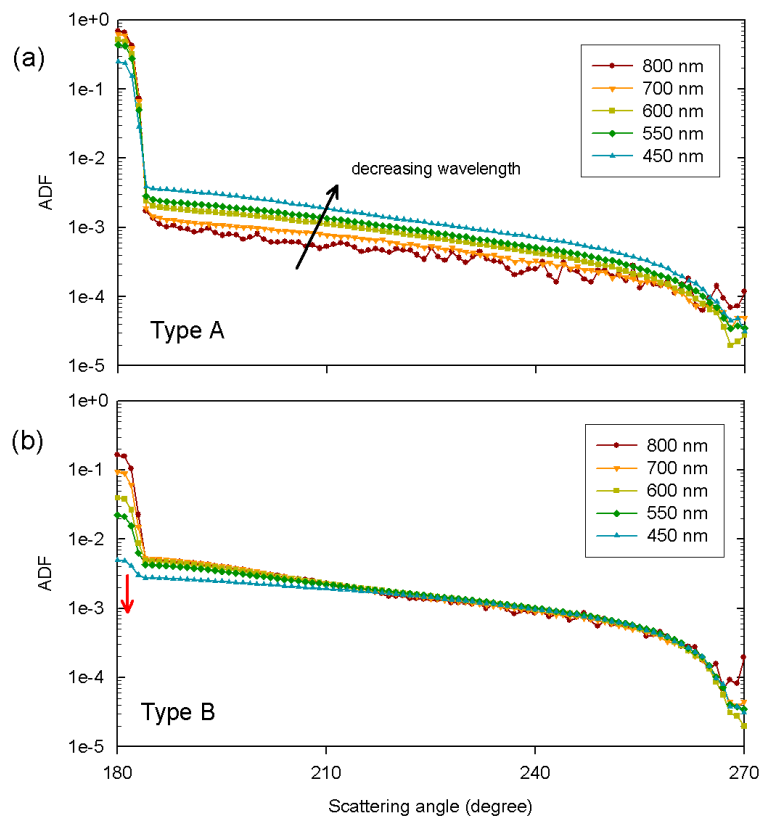 (a)
1e+0
1e-1
1e-2
1e-3
1e-4
1e-5
ADF
800 nm
700 nm
600 nm
550 nm
450 nm
decreasing wavelength
Type A
(b)
1e+0
1e-1
1e-2
1e-3
1e-4
1e-5
ADF
800 nm
700 nm
600 nm
550 nm
450 nm
Type B
180 210 240 270
Scattering angle (degree)